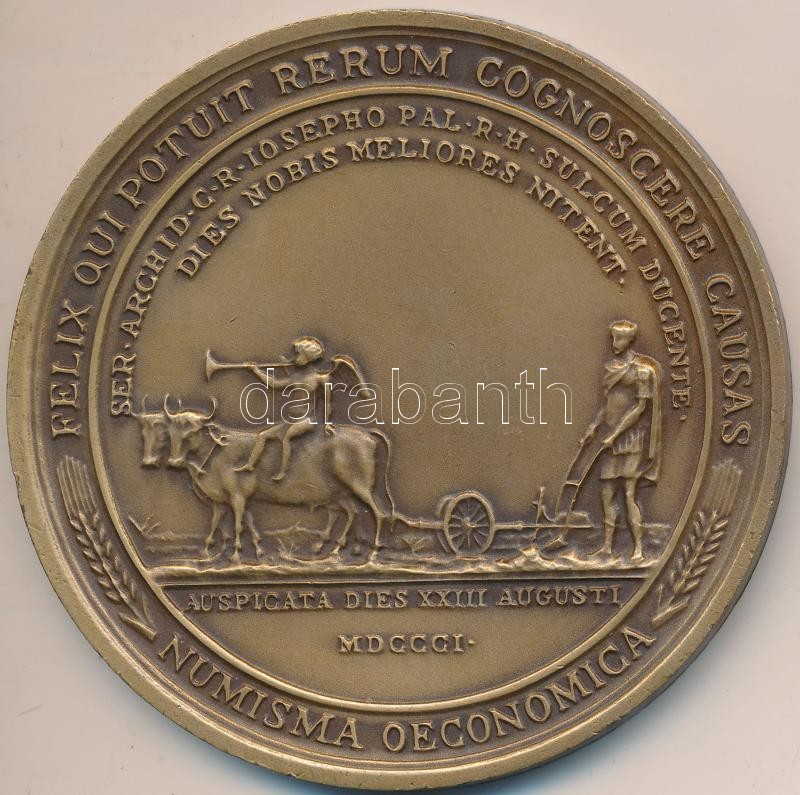 FELIX QUI POTUIT RERUM COGNOSCERE CAUSAS
SER·ARCHID·C·R·IOSEPHO PAL·R·H·SULCUM DUCENTE·
DIES NOBIS MELIORES NITENT·
darabanth
AUSPICATA DIES XXIII AUGUSTI
MDCCCI·
NUMISMA OECONOMICA